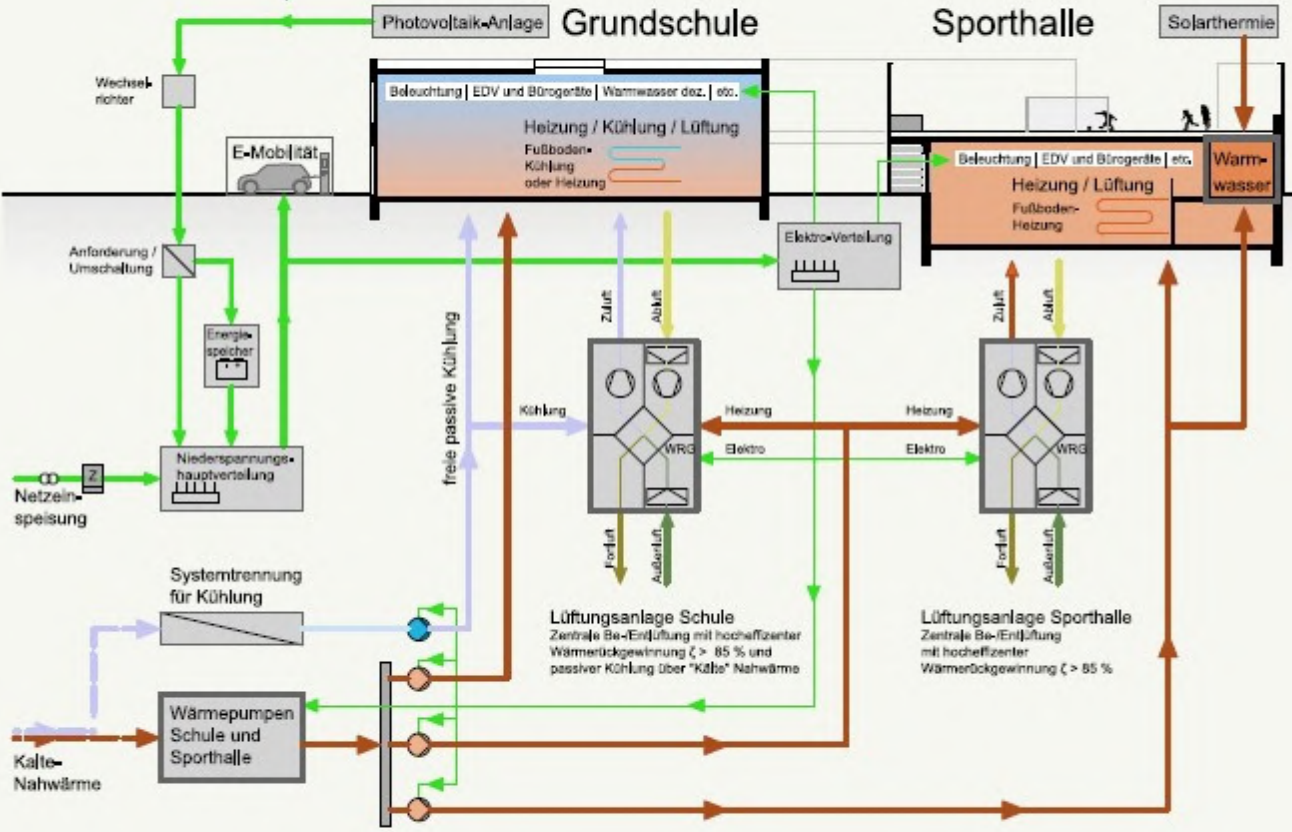 Photovoltaik-Anlage
Grundschule
Sporthalle
Solarthermie
Wechsel-
richter
Beleuchtung | EDV und Bürogeräte | Warmwasser dez. | etc.
Heizung / Kühlung / Lüftung
Fußboden-
Kühlung
oder Heizung
E-Mobilität
Beleuchtung | EDV und Bürogeräte | etc.
Heizung / Lüftung
Fußboden-
Heizung
Warm-
wasser
Anforderung /
Umschaltung
Elektro-Verteilung
Energie-
speicher
freie passive Kühlung
Zuluft
Abluft
Zuluft
Abluft
Kühlung
Heizung
Heizung
WRG
Elektro
Elektro
WRG
Niederspannungs-
hauptverteilung
Z
Netzein-
speisung
Fortluft
Außenluft
Fortluft
Außenluft
Systemtrennung
für Kühlung
Lüftungsanlage Schule
Zentrale Be-/Entlüftung mit hocheffizenter
Wärmerückgewinnung ζ > 85 % und
passiver Kühlung über "Kälte" Nahwärme
Lüftungsanlage Sporthalle
Zentrale Be-/Entlüftung
mit hocheffizenter
Wärmerückgewinnung ζ > 85 %
Wärmepumpen
Schule und
Sporthalle
Kalte-
Nahwärme